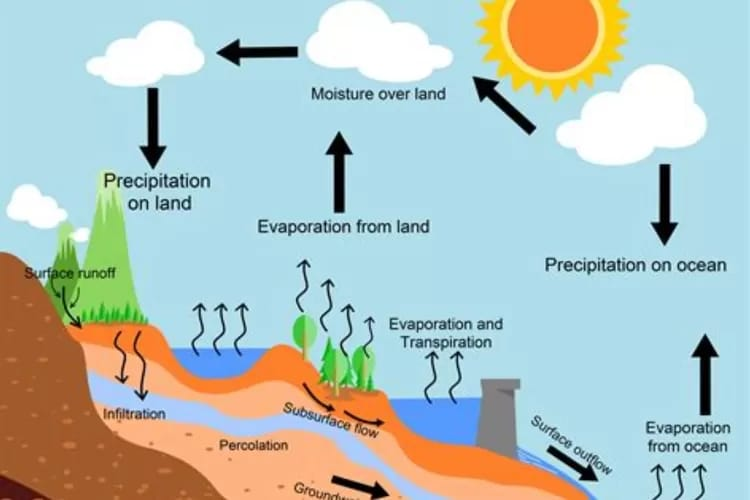 Moisture over land
Precipitation
on land
Evaporation from land
Precipitation on ocean
Surface runoff
Evaporation and
Transpiration
Infiltration
Subsurface flow
Percolation
Surface outflow
Evaporation
from ocean